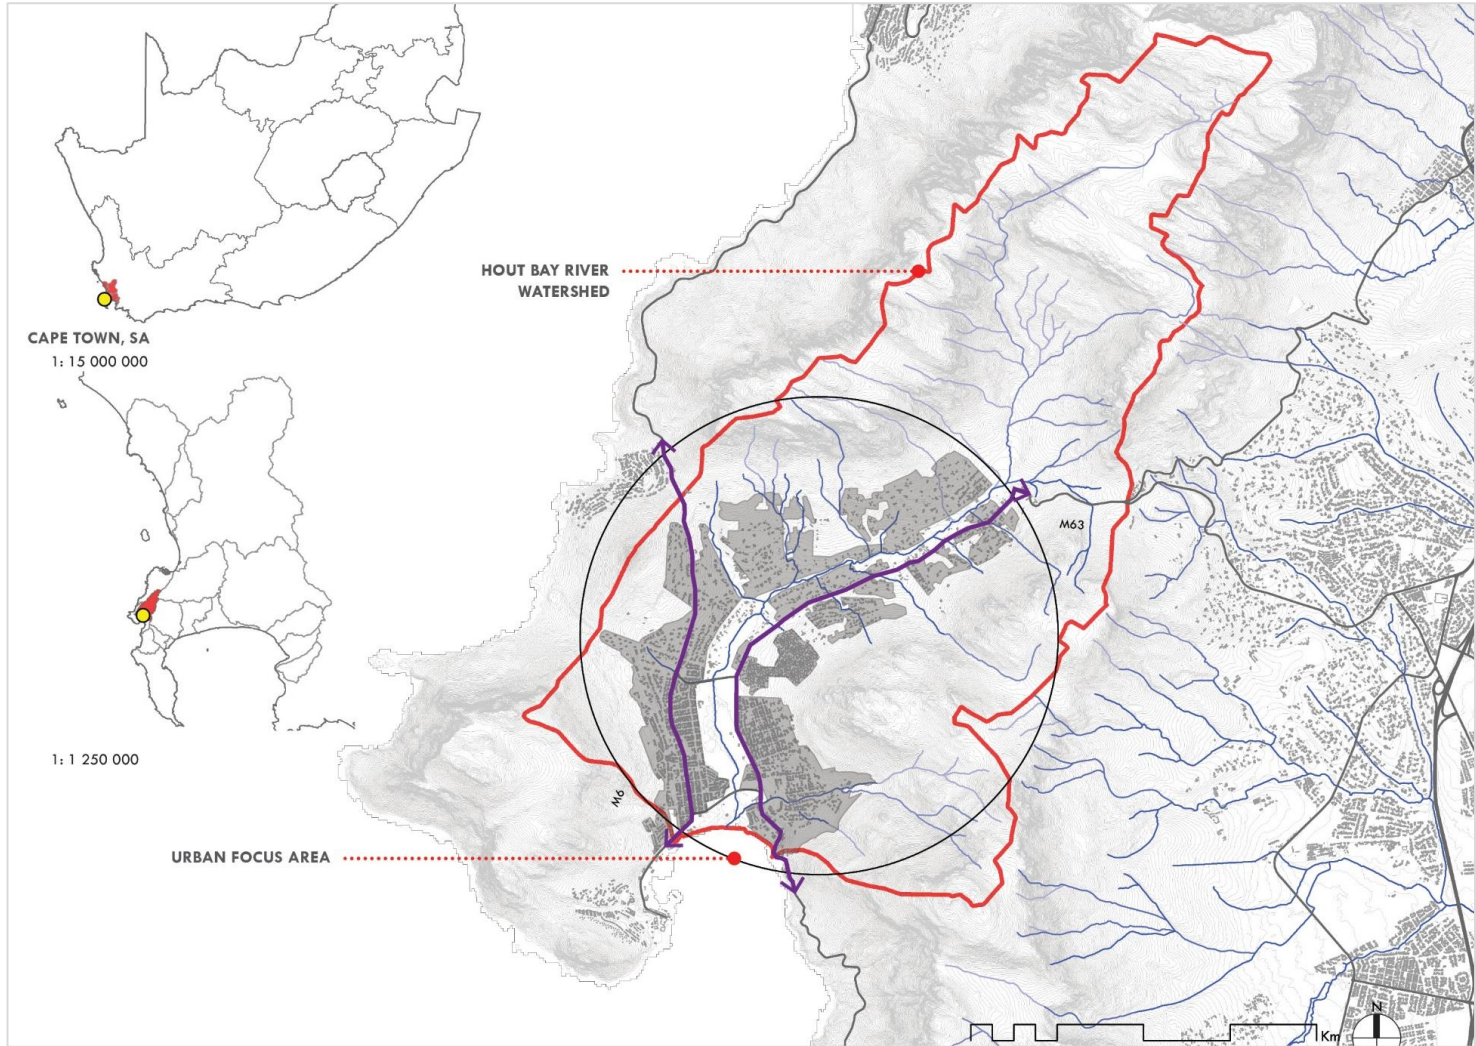 HOUT BAY RIVER
WATERSHED
CAPE TOWN, SA
1: 15 000 000
M63
1: 1 250 000
M6
URBAN FOCUS AREA
N
Km